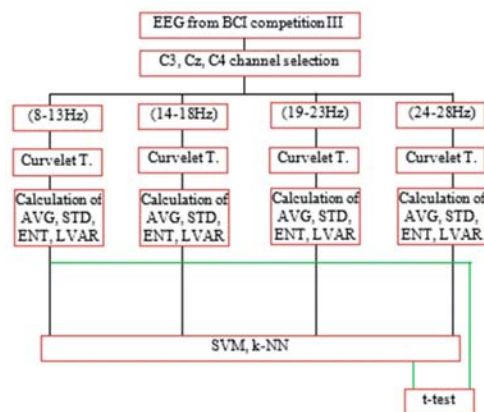 EEG from BCI competition III
C3, Cz, C4 channel selection
(8-13Hz)
(14-18Hz)
(19-23Hz)
(24-28Hz)
Curvelet T.
Curvelet T.
Curvelet T.
Curvelet T.
Calculation of
AVG, STD,
ENT, LVAR
Calculation of
AVG, STD,
ENT, LVAR
Calculation of
AVG, STD,
ENT, LVAR
Calculation of
AVG, STD,
ENT, LVAR
SVM, k-NN
t-test